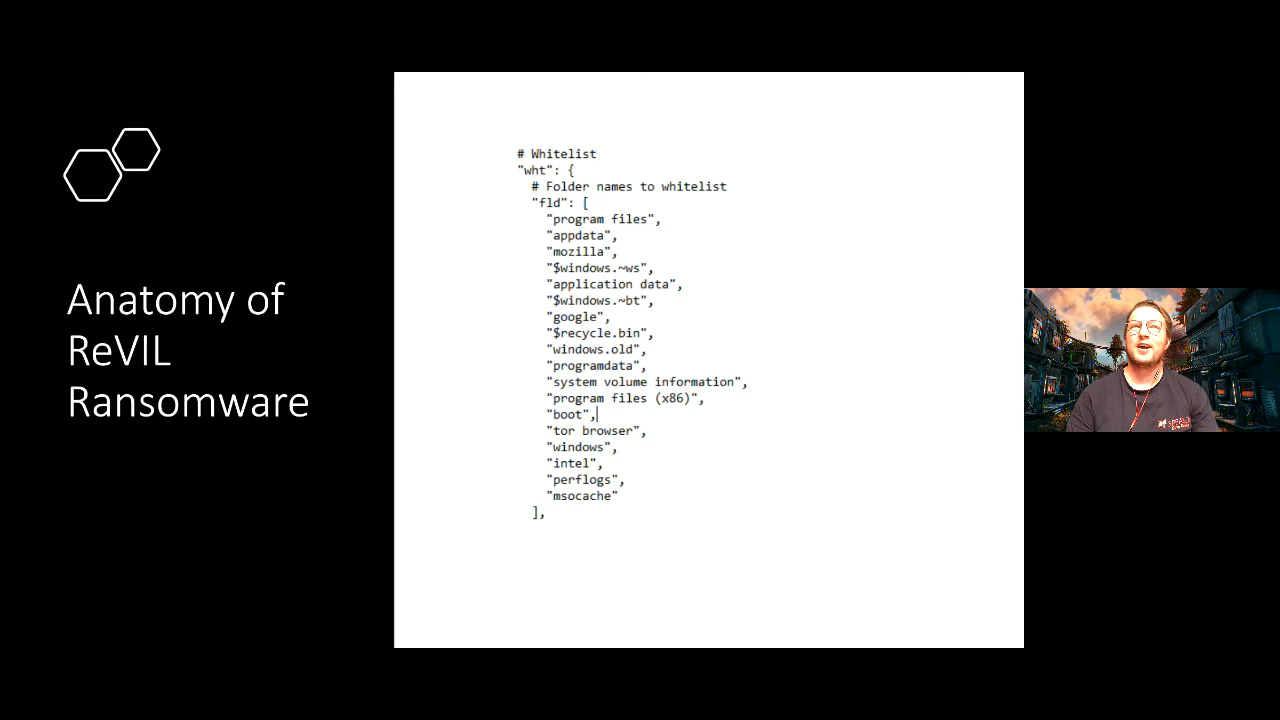 Anatomy of
ReVIL
Ransomware
# Whitelist
"wht": {
# Folder names to whitelist
"fld": [
"program files",
"appdata",
"mozilla",
"$windows.~ws",
"application data",
"$windows.~bt",
"google",
"$recycle.bin",
"windows.old",
"programdata",
"system volume information",
"program files (x86)",
"boot",
"tor browser",
"windows",
"intel",
"perflogs",
"msocache"
],